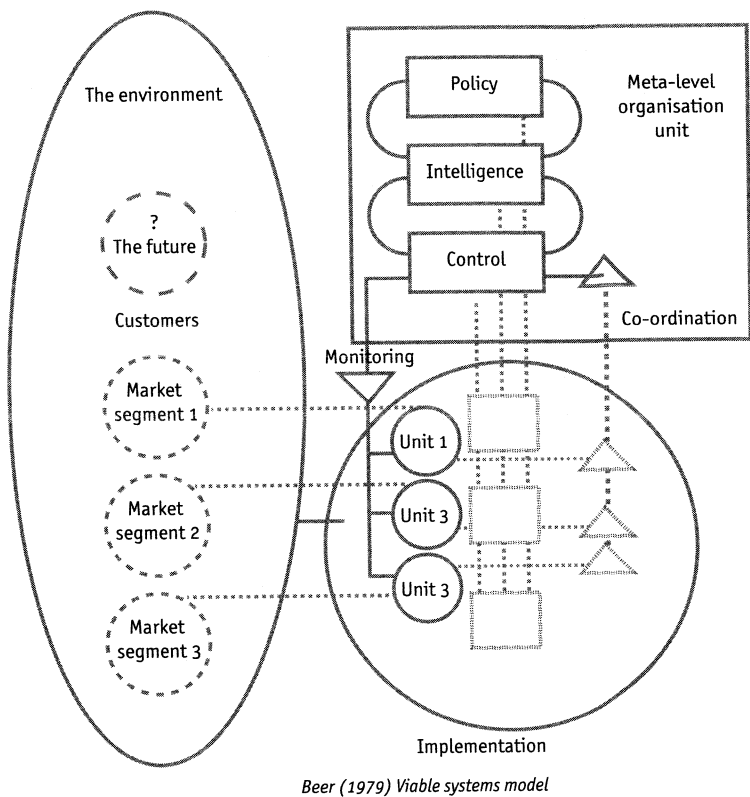 The environment
?
The future
Customers
Market
segment 1
Market
segment 2
Market
segment 3
Policy
Intelligence
Control
Meta-level
organisation
unit
Co-ordination
Monitoring
Unit 1
Unit 3
Unit 3
Implementation
Beer (1979) Viable systems model